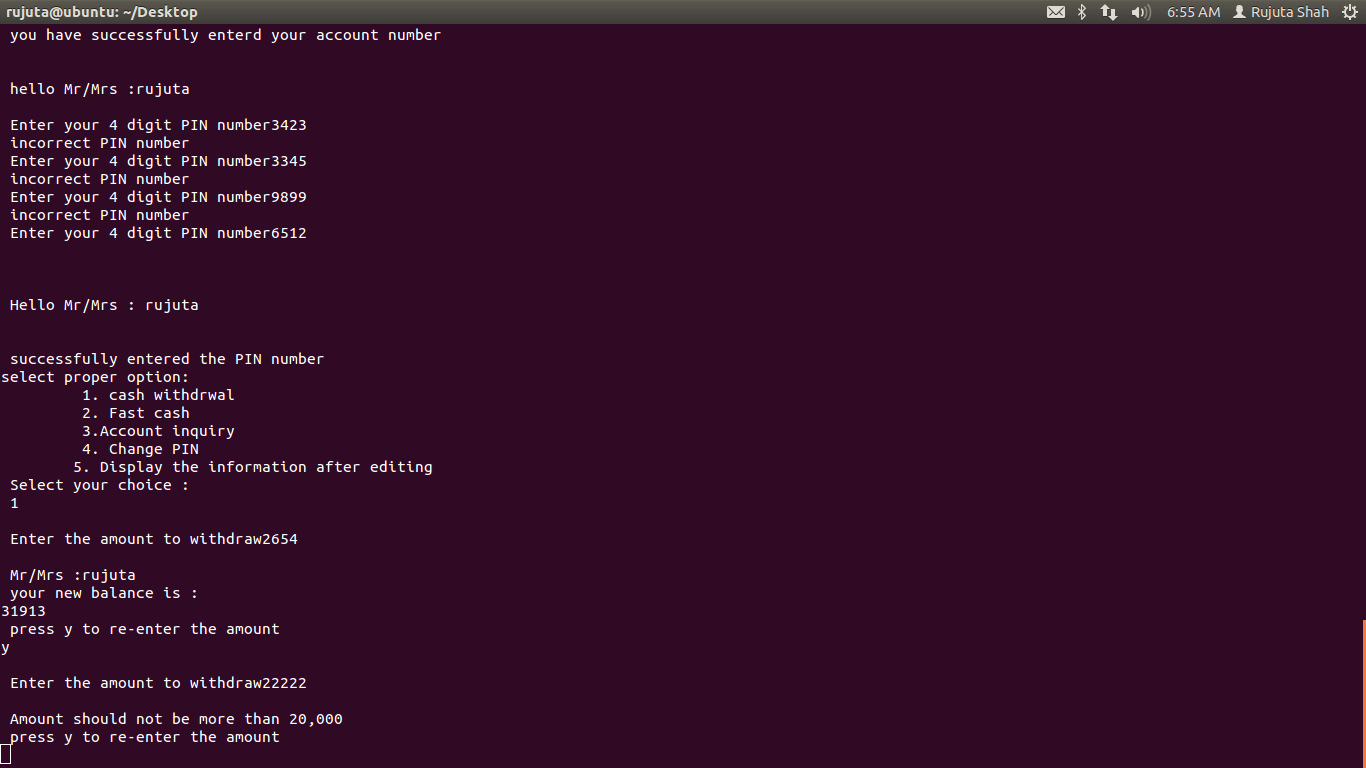 rujuta@ubuntu: ~/Desktop
6:55 AM Rujuta Shah
you have successfully enterd your account number
hello Mr/Mrs :rujuta
Enter your 4 digit PIN number3423
incorrect PIN number
Enter your 4 digit PIN number3345
incorrect PIN number
Enter your 4 digit PIN number9899
incorrect PIN number
Enter your 4 digit PIN number6512
Hello Mr/Mrs : rujuta
successfully entered the PIN number
select proper option:
1. cash withdrwal
2. Fast cash
3.Account inquiry
4. Change PIN
5. Display the information after editing
Select your choice :
1
Enter the amount to withdraw2654
Mr/Mrs :rujuta
your new balance is :
31913
press y to re-enter the amount
y
Enter the amount to withdraw22222
Amount should not be more than 20,000
press y to re-enter the amount